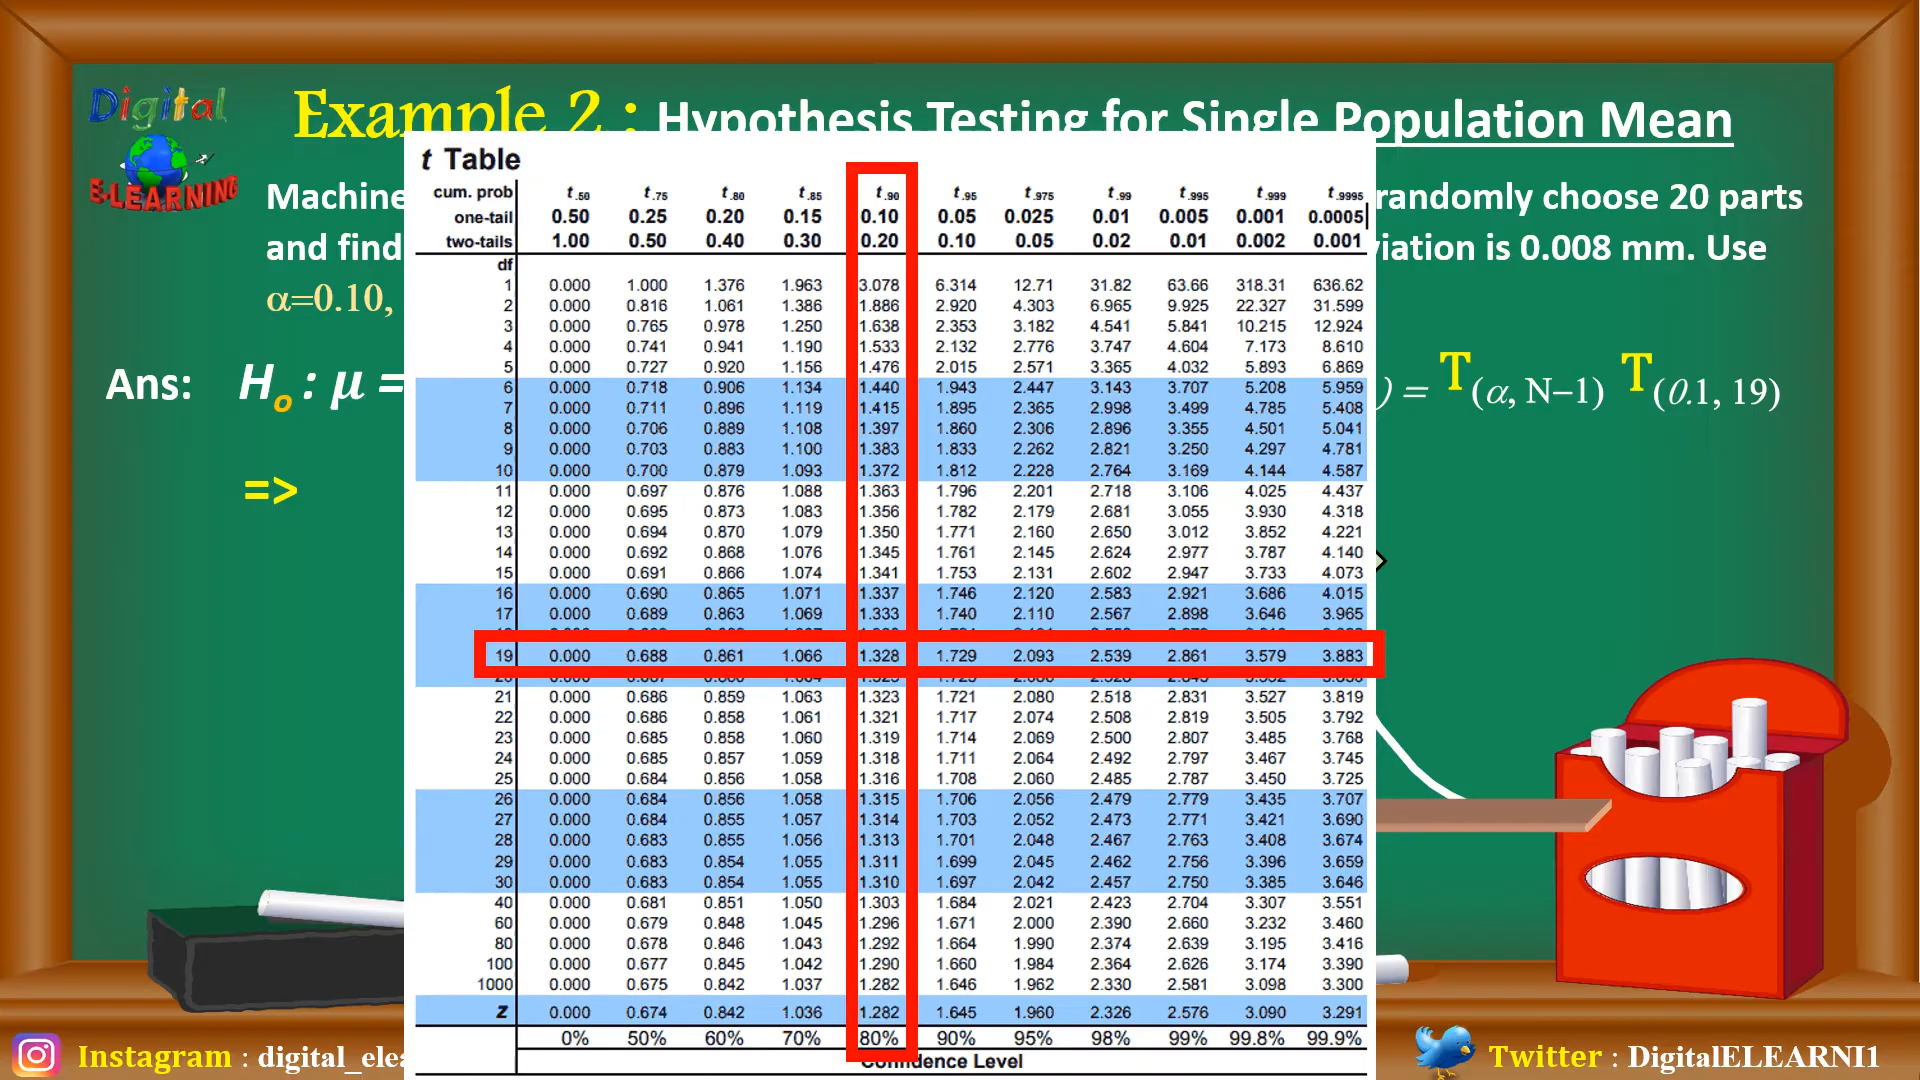 Digital
E-LEARNING
Example 2 : Hypothesis Testing for Single Population Mean
Machine
randomly choose 20 parts
and find
viation is 0.008 mm. Use
α=0.10,
Ans: Ho : μ =
) = T(α, N−1) T(0.1, 19)
=>
t Table
cum. prob t.50 t.75 t.80 t.85 t.90 t.95 t.975 t.99 t.995 t.999 t.9995
one-tail 0.50 0.25 0.20 0.15 0.10 0.05 0.025 0.01 0.005 0.001 0.0005
two-tails 1.00 0.50 0.40 0.30 0.20 0.10 0.05 0.02 0.01 0.002 0.001
df
1 0.000 1.000 1.376 1.963 3.078 6.314 12.71 31.82 63.66 318.31 636.62
2 0.000 0.816 1.061 1.386 1.886 2.920 4.303 6.965 9.925 22.327 31.599
3 0.000 0.765 0.978 1.250 1.638 2.353 3.182 4.541 5.841 10.215 12.924
4 0.000 0.741 0.941 1.190 1.533 2.132 2.776 3.747 4.604 7.173 8.610
5 0.000 0.727 0.920 1.156 1.476 2.015 2.571 3.365 4.032 5.893 6.869
6 0.000 0.718 0.906 1.134 1.440 1.943 2.447 3.143 3.707 5.208 5.959
7 0.000 0.711 0.896 1.119 1.415 1.895 2.365 2.998 3.499 4.785 5.408
8 0.000 0.706 0.889 1.108 1.397 1.860 2.306 2.896 3.355 4.501 5.041
9 0.000 0.703 0.883 1.100 1.383 1.833 2.262 2.821 3.250 4.297 4.781
10 0.000 0.700 0.879 1.093 1.372 1.812 2.228 2.764 3.169 4.144 4.587
11 0.000 0.697 0.876 1.088 1.363 1.796 2.201 2.718 3.106 4.025 4.437
12 0.000 0.695 0.873 1.083 1.356 1.782 2.179 2.681 3.055 3.930 4.318
13 0.000 0.694 0.870 1.079 1.350 1.771 2.160 2.650 3.012 3.852 4.221
14 0.000 0.692 0.868 1.076 1.345 1.761 2.145 2.624 2.977 3.787 4.140
15 0.000 0.691 0.866 1.074 1.341 1.753 2.131 2.602 2.947 3.733 4.073
16 0.000 0.690 0.865 1.071 1.337 1.746 2.120 2.583 2.921 3.686 4.015
17 0.000 0.689 0.863 1.069 1.333 1.740 2.110 2.567 2.898 3.646 3.965
19 0.000 0.688 0.861 1.066 1.328 1.729 2.093 2.539 2.861 3.579 3.883
21 0.000 0.686 0.859 1.063 1.323 1.721 2.080 2.518 2.831 3.527 3.819
22 0.000 0.686 0.858 1.061 1.321 1.717 2.074 2.508 2.819 3.505 3.792
23 0.000 0.685 0.858 1.060 1.319 1.714 2.069 2.500 2.807 3.485 3.768
24 0.000 0.685 0.857 1.059 1.318 1.711 2.064 2.492 2.797 3.467 3.745
25 0.000 0.684 0.856 1.058 1.316 1.708 2.060 2.485 2.787 3.450 3.725
26 0.000 0.684 0.856 1.058 1.315 1.706 2.056 2.479 2.779 3.435 3.707
27 0.000 0.684 0.855 1.057 1.314 1.703 2.052 2.473 2.771 3.421 3.690
28 0.000 0.683 0.855 1.056 1.313 1.701 2.048 2.467 2.763 3.408 3.674
29 0.000 0.683 0.854 1.055 1.311 1.699 2.045 2.462 2.756 3.396 3.659
30 0.000 0.683 0.854 1.055 1.310 1.697 2.042 2.457 2.750 3.385 3.646
40 0.000 0.681 0.851 1.050 1.303 1.684 2.021 2.423 2.704 3.307 3.551
60 0.000 0.679 0.848 1.045 1.296 1.671 2.000 2.390 2.660 3.232 3.460
80 0.000 0.678 0.846 1.043 1.292 1.664 1.990 2.374 2.639 3.195 3.416
100 0.000 0.677 0.845 1.042 1.290 1.660 1.984 2.364 2.626 3.174 3.390
1000 0.000 0.675 0.842 1.037 1.282 1.646 1.962 2.330 2.581 3.098 3.300
z 0.000 0.674 0.842 1.036 1.282 1.645 1.960 2.326 2.576 3.090 3.291
0% 50% 60% 70% 80% 90% 95% 98% 99% 99.8% 99.9%
Confidence Level
Instagram : digital_elea
Twitter : DigitalELEARNI1